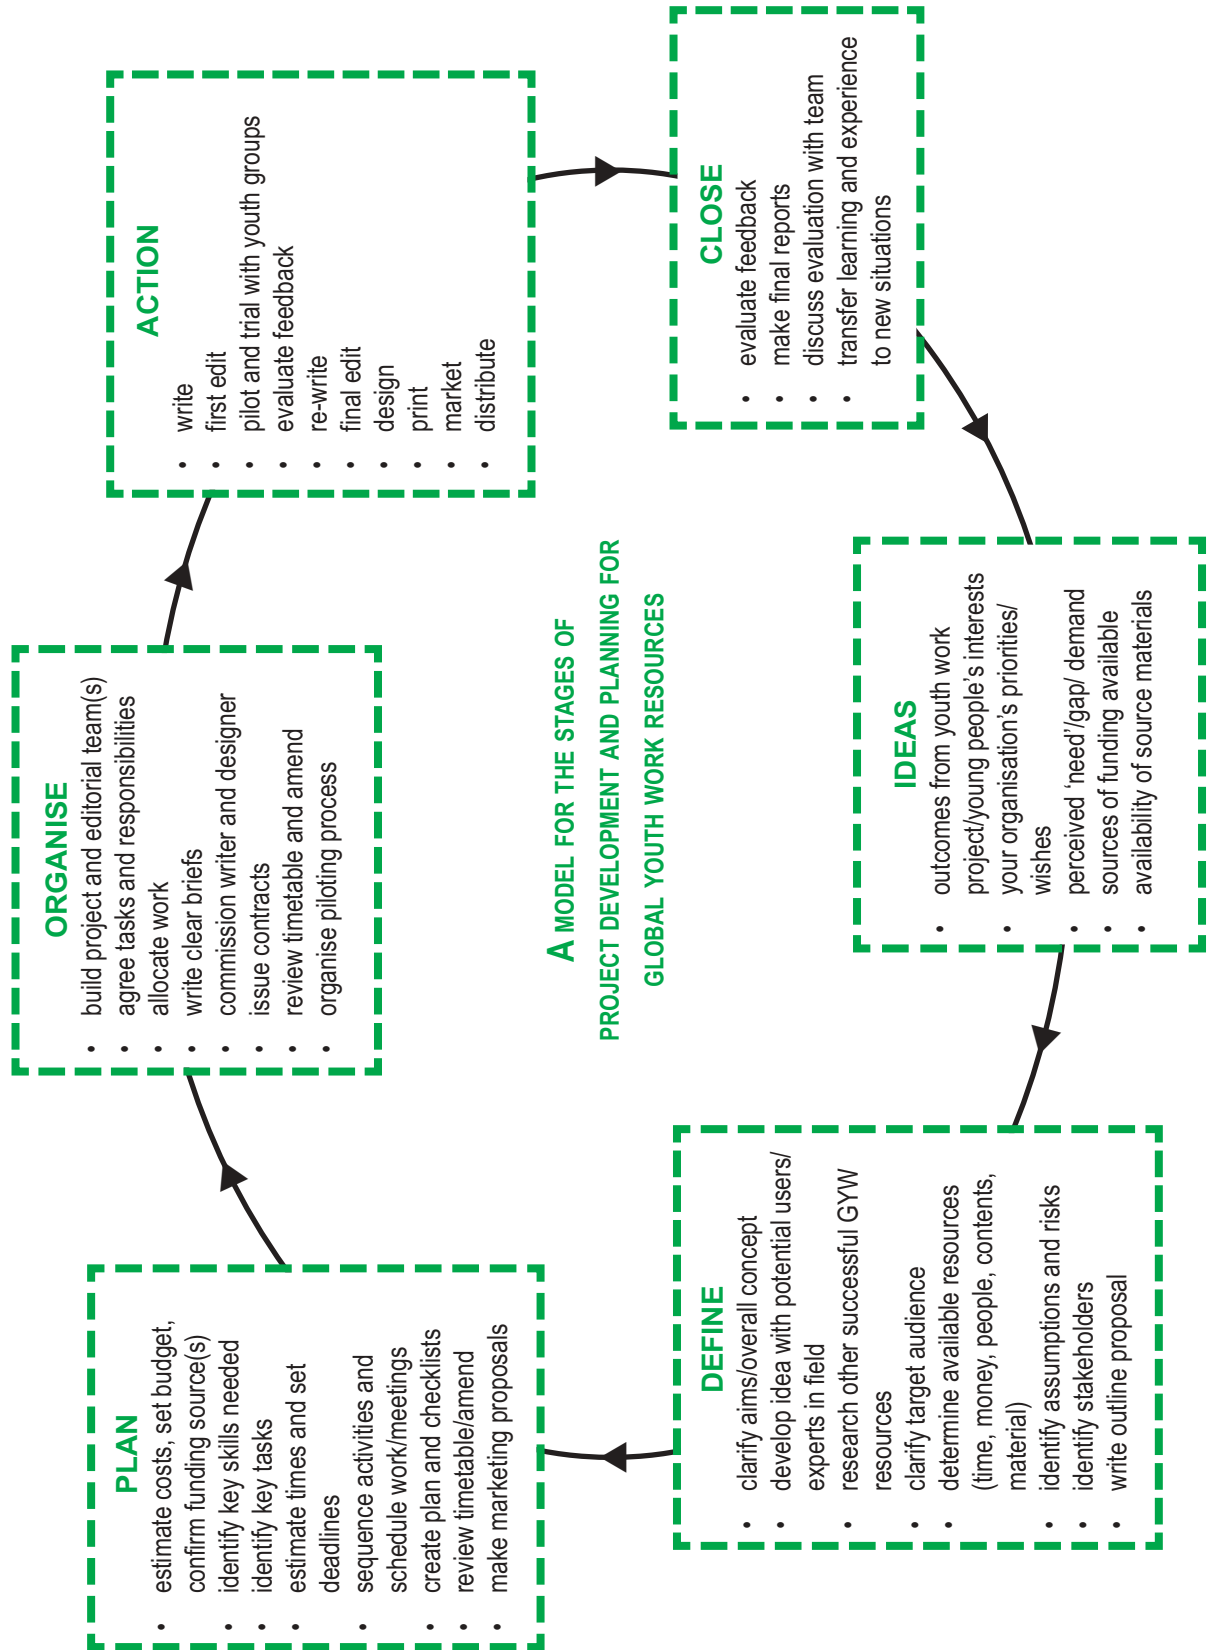 A MODEL FOR THE STAGES OF
PROJECT DEVELOPMENT AND PLANNING FOR
GLOBAL YOUTH WORK RESOURCES
IDEAS
• outcomes from youth work
project/young people's interests
• your organisation's priorities/
wishes
• perceived 'need'/gap/ demand
• sources of funding available
• availability of source materials
DEFINE
• clarify aims/overall concept
• develop idea with potential users/
experts in field
• research other successful GYW
resources
• clarify target audience
• determine available resources
(time, money, people, contents,
material)
• identify assumptions and risks
• identify stakeholders
• write outline proposal
PLAN
• estimate costs, set budget,
confirm funding source(s)
• identify key skills needed
• identify key tasks
• estimate times and set
deadlines
• sequence activities and
schedule work/meetings
• create plan and checklists
• review timetable/amend
• make marketing proposals
ORGANISE
• build project and editorial team(s)
• agree tasks and responsibilities
• allocate work
• write clear briefs
• commission writer and designer
• issue contracts
• review timetable and amend
• organise piloting process
ACTION
• write
• first edit
• pilot and trial with youth groups
• evaluate feedback
• re-write
• final edit
• design
• print
• market
• distribute
CLOSE
• evaluate feedback
• make final reports
• discuss evaluation with team
• transfer learning and experience
to new situations